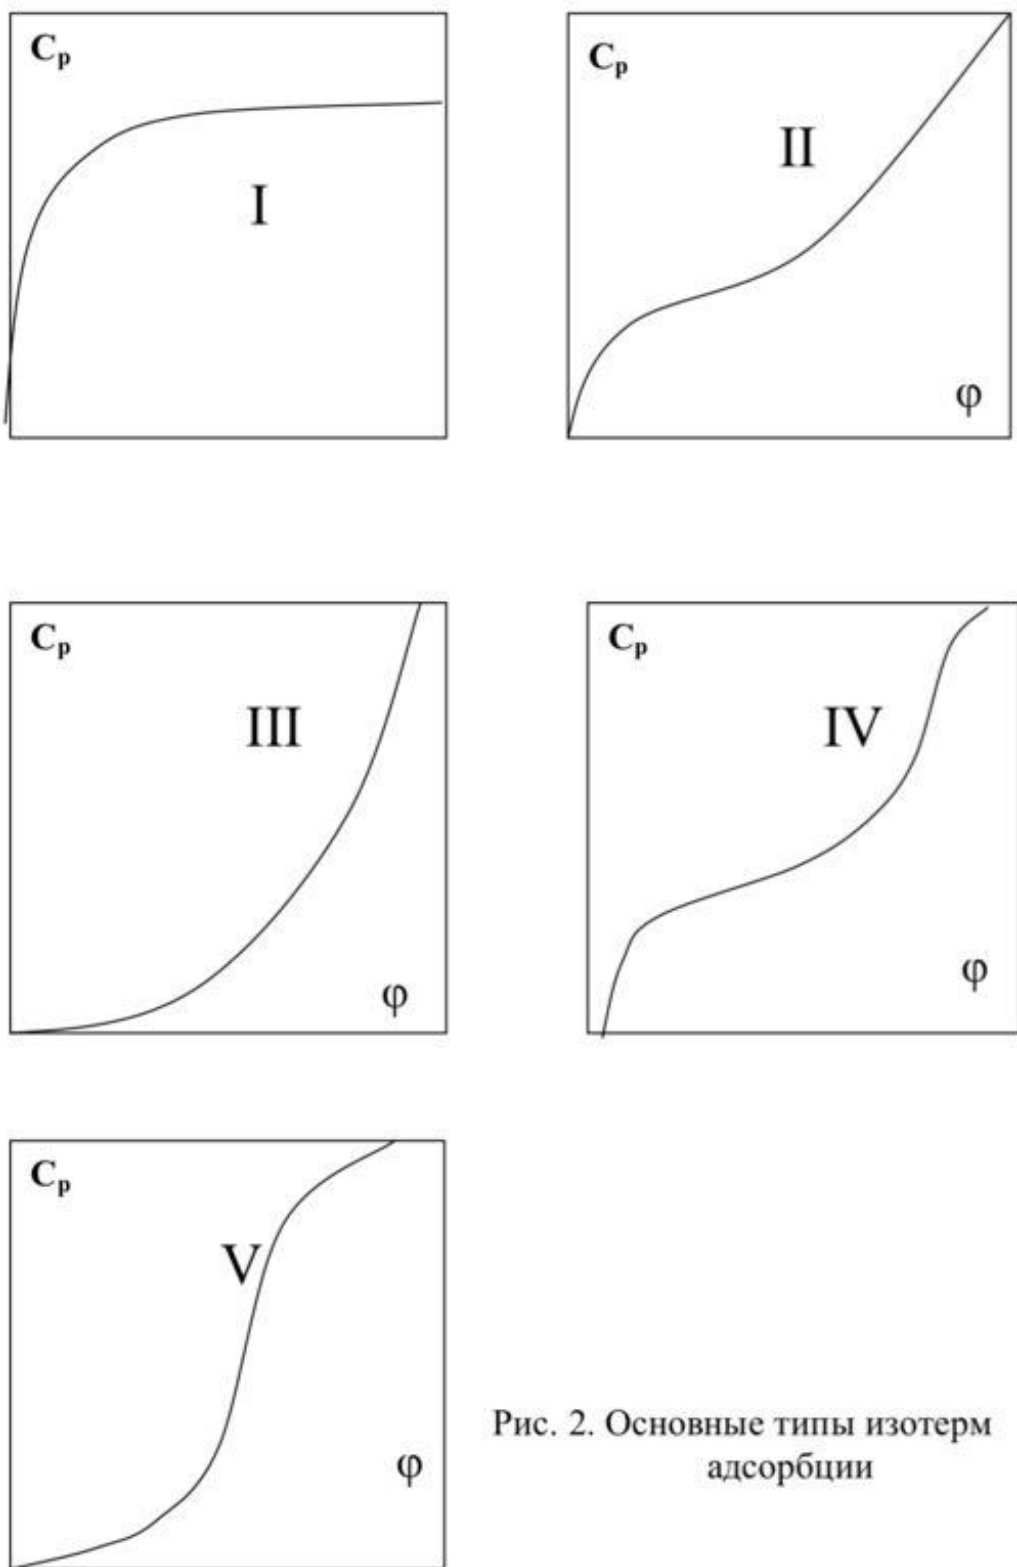 Cр
I
Cр
II
φ
Cр
III
φ
Cр
IV
φ
Cр
V
φ
Рис. 2. Основные типы изотерм
адсорбции